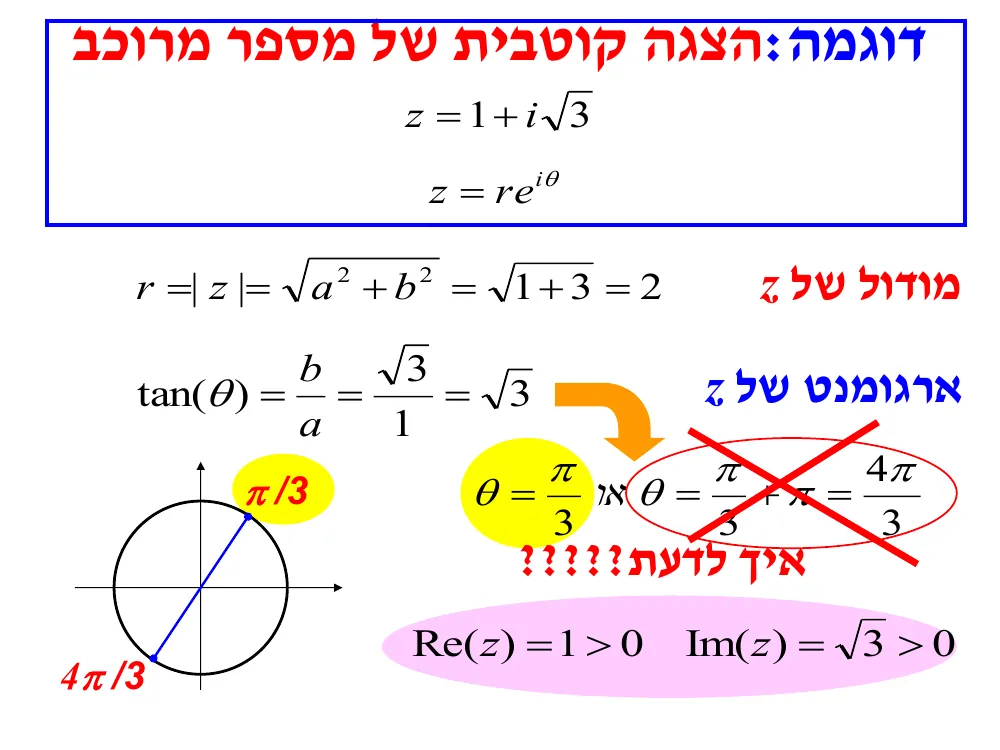 דוגמה: הצגה קוטבית של מספר מרוכב
z = 1 + i√3
z = re^{iθ}
מודול של z
r =| z |= √(a² + b²) = √(1 + 3) = 2
ארגומנט של z
tan(θ) = b/a = √3/1 = √3
θ = π/3 או θ = π/3 + π = 4π/3
איך לדעת?????
π/3
4π/3
Re(z) = 1 > 0 Im(z) = √3 > 0